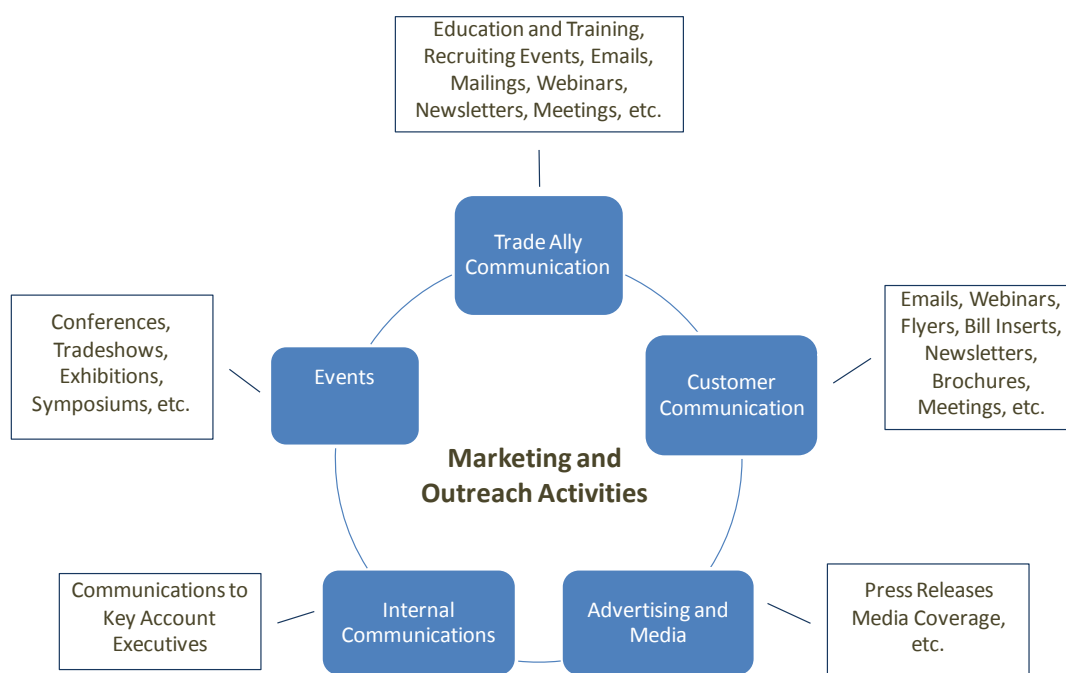 Education and Training,
Recruiting Events, Emails,
Mailings, Webinars,
Newsletters, Meetings, etc.
Trade Ally
Communication
Emails, Webinars,
Flyers, Bill Inserts,
Newsletters,
Brochures,
Meetings, etc.
Customer
Communication
Conferences,
Tradeshows,
Exhibitions,
Symposiums, etc.
Events
Marketing and
Outreach Activities
Communications to
Key Account
Executives
Internal
Communications
Advertising and
Media
Press Releases
Media Coverage,
etc.